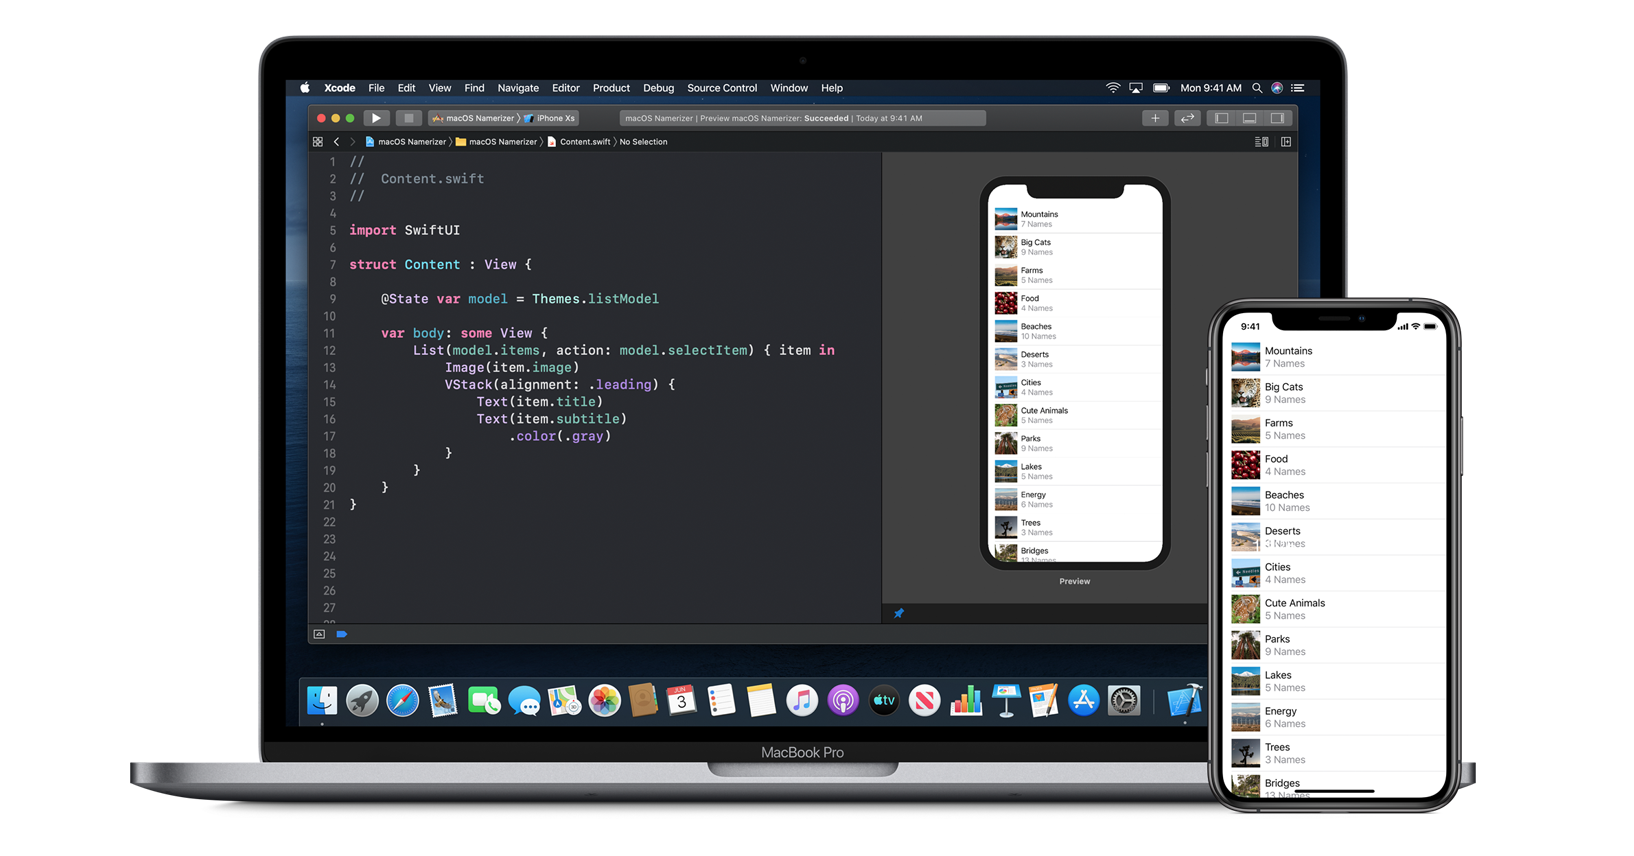 Xcode File Edit View Find Navigate Editor Product Debug Source Control Window Help Mon 9:41 AM
macOS Namerizer iPhone Xs macOS Namerizer | Preview macOS Namerizer: Succeeded | Today at 9:41 AM
macOS Namerizer macOS Namerizer Content.swift No Selection
1 //
2 // Content.swift
3 //
4
5 import SwiftUI
6
7 struct Content : View {
8
9 @State var model = Themes.listModel
10
11 var body: some View {
12 List(model.items, action: model.selectItem) { item in
13 Image(item.image)
14 VStack(alignment: .leading) {
15 Text(item.title)
16 Text(item.subtitle)
17 .color(.gray)
18 }
19 }
20 }
21 }
22
23
24
25
26
27
28
Mountains
7 Names
Big Cats
9 Names
Farms
5 Names
Food
4 Names
Beaches
10 Names
Deserts
3 Names
Cities
4 Names
Cute Animals
5 Names
Parks
9 Names
Lakes
5 Names
Energy
6 Names
Trees
3 Names
Bridges
13 Names
Preview
JUN
3
tv
MacBook Pro
9:41
Mountains
7 Names
Big Cats
9 Names
Farms
5 Names
Food
4 Names
Beaches
10 Names
Deserts
3 Names
Cities
4 Names
Cute Animals
5 Names
Parks
9 Names
Lakes
5 Names
Energy
6 Names
Trees
3 Names
Bridges
13 Names